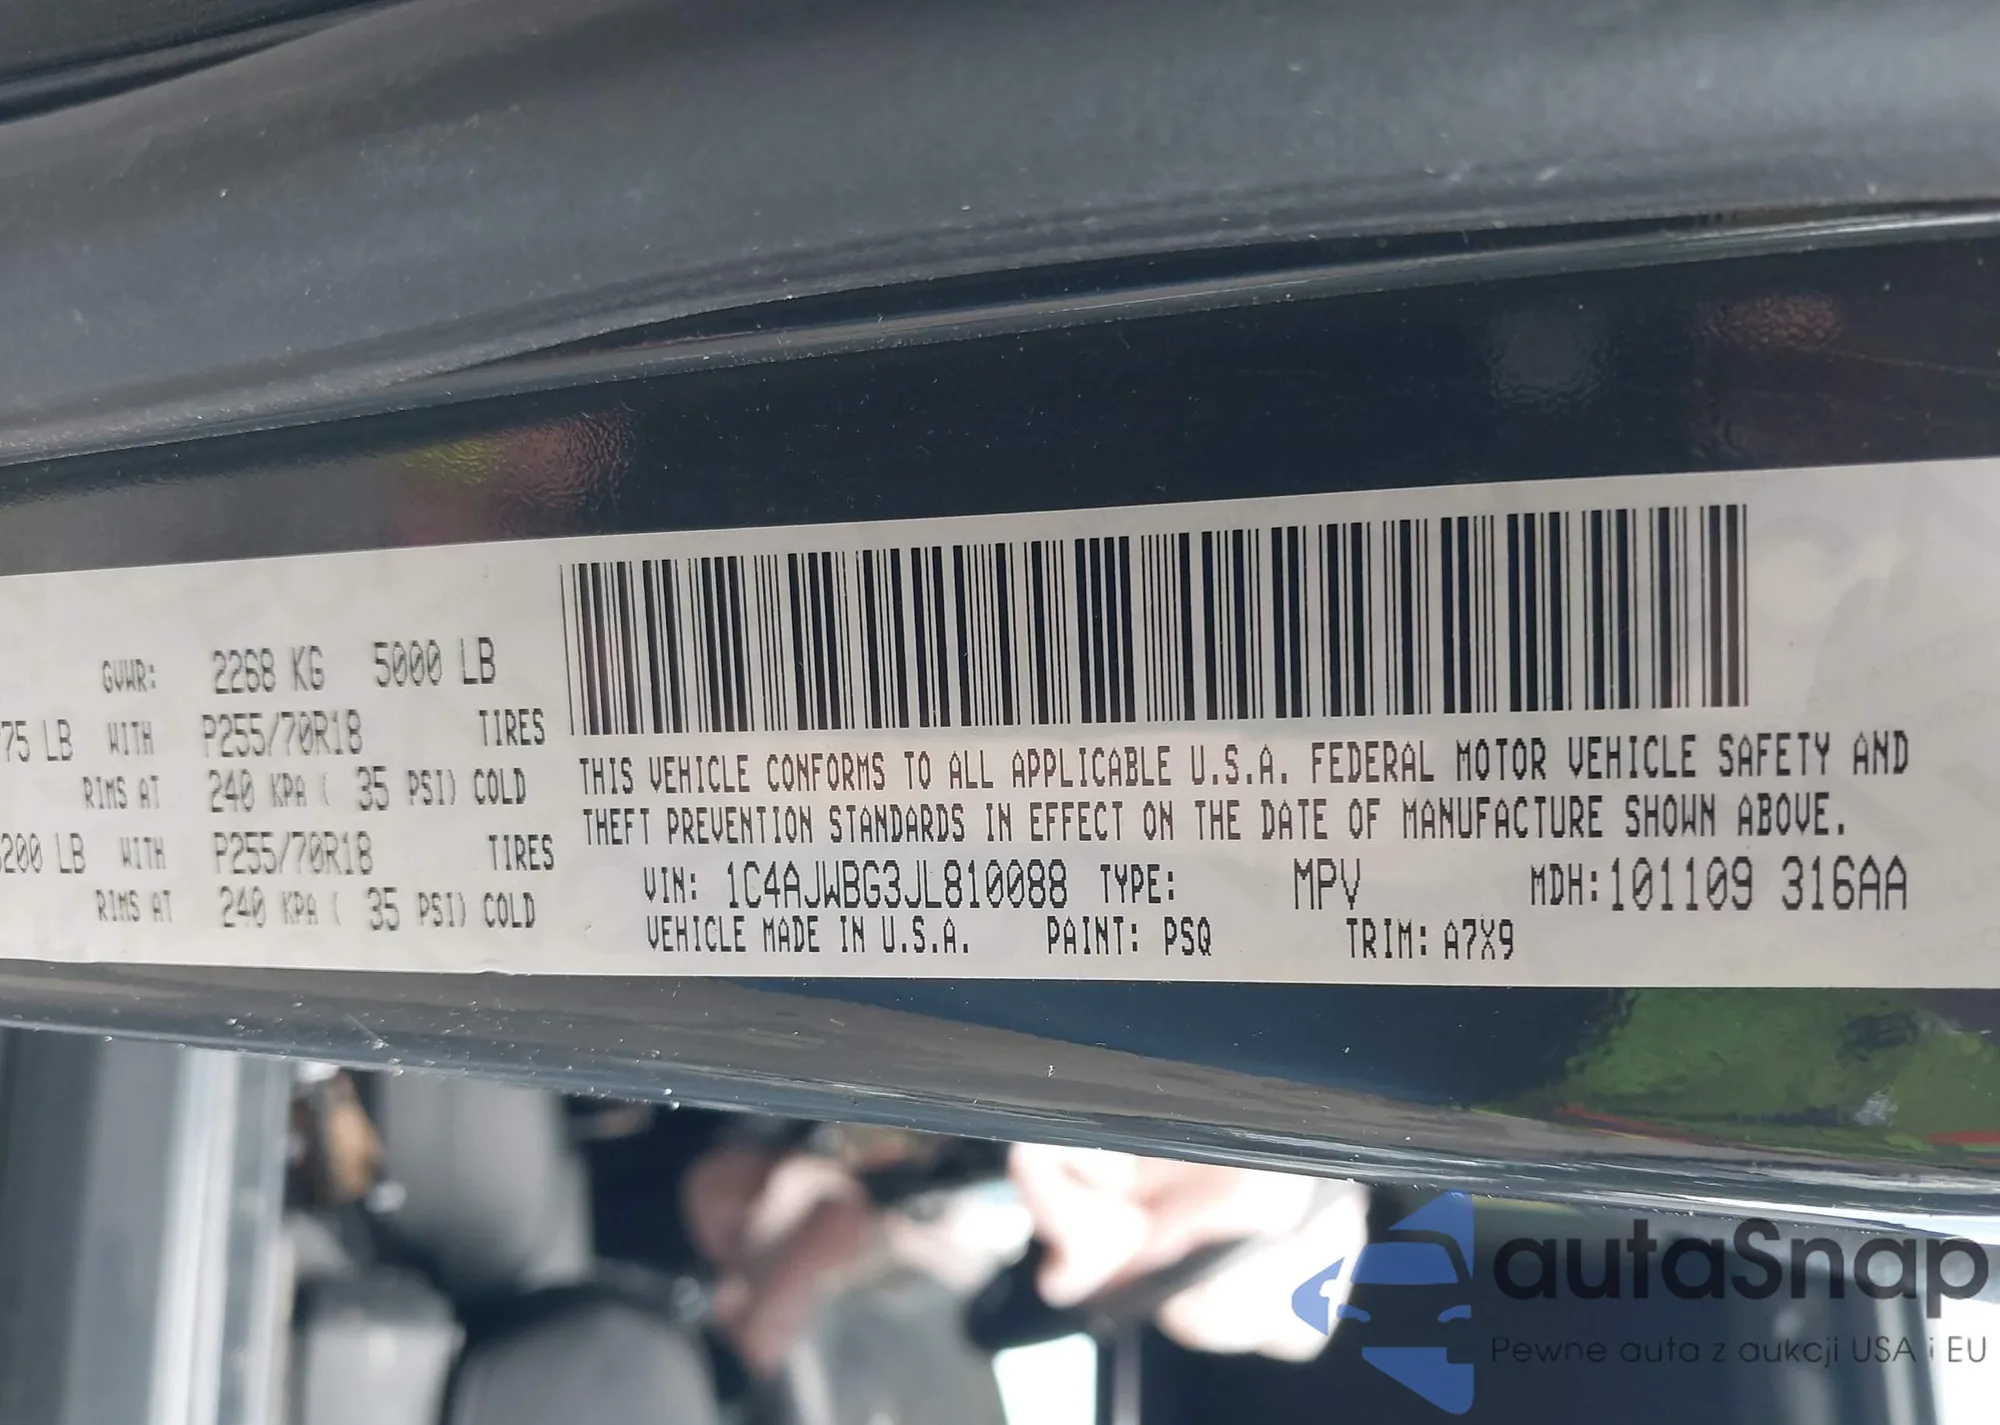 GVWR: 2268 KG 5000 LB
75 LB WITH P255/70R18 TIRES
RIMS AT 240 KPA ( 35 PSI) COLD
200 LB WITH P255/70R18 TIRES
RIMS AT 240 KPA ( 35 PSI) COLD
THIS VEHICLE CONFORMS TO ALL APPLICABLE U.S.A. FEDERAL MOTOR VEHICLE SAFETY AND
THEFT PREVENTION STANDARDS IN EFFECT ON THE DATE OF MANUFACTURE SHOWN ABOVE.
VIN: 1C4AJWBG3JL810088 TYPE: MPV MDH:101109 316AA
VEHICLE MADE IN U.S.A. PAINT: PSQ TRIM: A7X9
autaSnap
Pewne auta z aukcji USA i EU